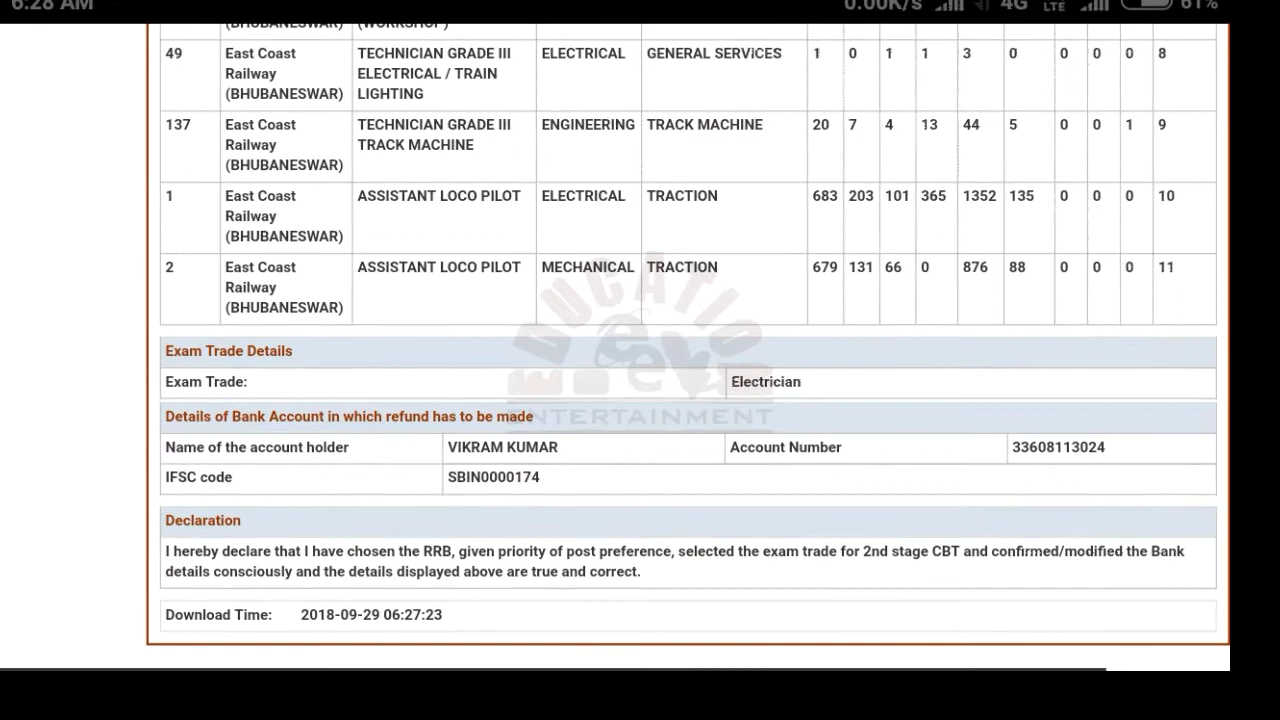 6:28 AM 0.00K/s 4G LTE 61%
(BHUBANESWAR) (WORKSHOP)
49 East Coast TECHNICIAN GRADE III ELECTRICAL GENERAL SERVICES 1 0 1 1 3 0 0 0 0 8
Railway ELECTRICAL / TRAIN
(BHUBANESWAR) LIGHTING
137 East Coast TECHNICIAN GRADE III ENGINEERING TRACK MACHINE 20 7 4 13 44 5 0 0 1 9
Railway TRACK MACHINE
(BHUBANESWAR)
1 East Coast ASSISTANT LOCO PILOT ELECTRICAL TRACTION 683 203 101 365 1352 135 0 0 0 10
Railway
(BHUBANESWAR)
2 East Coast ASSISTANT LOCO PILOT MECHANICAL TRACTION 679 131 66 0 876 88 0 0 0 11
Railway
(BHUBANESWAR)
EDUCATIO
Exam Trade Details
Exam Trade: Electrician
Details of Bank Account in which refund has to be made
ENTERTAINMENT
Name of the account holder VIKRAM KUMAR Account Number 33608113024
IFSC code SBIN0000174
Declaration
I hereby declare that I have chosen the RRB, given priority of post preference, selected the exam trade for 2nd stage CBT and confirmed/modified the Bank
details consciously and the details displayed above are true and correct.
Download Time: 2018-09-29 06:27:23